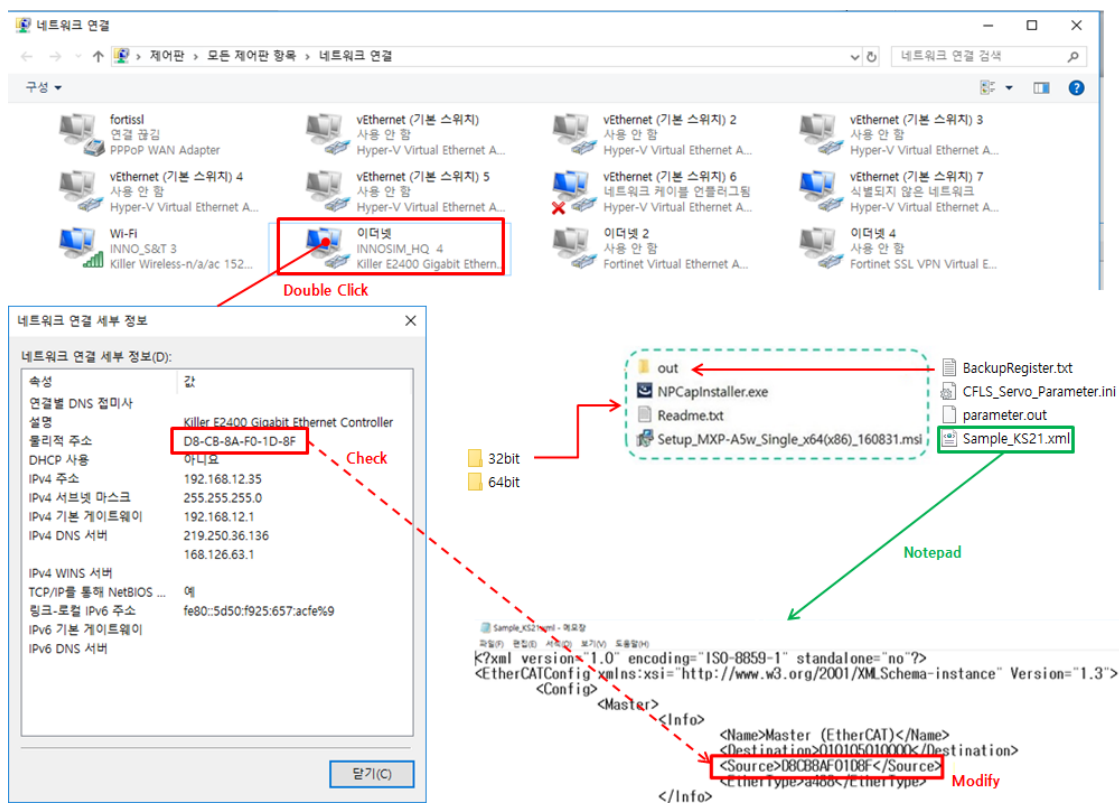 네트워크 연결
제어판 › 모든 제어판 항목 › 네트워크 연결
네트워크 연결 검색
구성
fortissl
연결 끊김
PPPoP WAN Adapter
vEthernet (기본 스위치)
사용 안 함
Hyper-V Virtual Ethernet A...
vEthernet (기본 스위치) 2
사용 안 함
Hyper-V Virtual Ethernet A...
vEthernet (기본 스위치) 3
사용 안 함
Hyper-V Virtual Ethernet A...
vEthernet (기본 스위치) 4
사용 안 함
Hyper-V Virtual Ethernet A...
vEthernet (기본 스위치) 5
사용 안 함
Hyper-V Virtual Ethernet A...
vEthernet (기본 스위치) 6
네트워크 케이블 언플러그됨
Hyper-V Virtual Ethernet A...
vEthernet (기본 스위치) 7
식별되지 않은 네트워크
Hyper-V Virtual Ethernet A...
Wi-Fi
INNO_S&T 3
Killer Wireless-n/a/ac 152...
이더넷
INNOSIM_HQ 4
Killer E2400 Gigabit Ethern...
이더넷 2
사용 안 함
Fortinet Virtual Ethernet A...
이더넷 4
사용 안 함
Fortinet SSL VPN Virtual E...
Double Click
네트워크 연결 세부 정보
네트워크 연결 세부 정보(D):
속성 값
연결별 DNS 접미사
설명 Killer E2400 Gigabit Ethernet Controller
물리적 주소 D8-CB-8A-F0-1D-8F
DHCP 사용 아니요
IPv4 주소 192.168.12.35
IPv4 서브넷 마스크 255.255.255.0
IPv4 기본 게이트웨이 192.168.12.1
IPv4 DNS 서버 219.250.36.136
168.126.63.1
IPv4 WINS 서버
TCP/IP를 통해 NetBIOS ... 예
링크-로컬 IPv6 주소 fe80::5d50:f925:657:acfe%9
IPv6 기본 게이트웨이
IPv6 DNS 서버
닫기(C)
Check
32bit
64bit
out
NPCapInstaller.exe
Readme.txt
Setup_MXP-A5w_Single_x64(x86)_160831.msi
BackupRegister.txt
CFLS_Servo_Parameter.ini
parameter.out
Sample_KS21.xml
Notepad
Sample_KS21.xml - 메모장
파일(F) 편집(E) 서식(O) 보기(V) 도움말(H)
<?xml version="1.0" encoding="ISO-8859-1" standalone="no"?>
<EtherCATConfig xmlns:xsi="http://www.w3.org/2001/XMLSchema-instance" Version="1.3">
<Config>
<Master>
<Info>
<Name>Master (EtherCAT)</Name>
<Destination>010105010000</Destination>
<Source>D8CB8AF01D8F</Source>
<EtherType>a488</EtherType>
</Info>
Modify